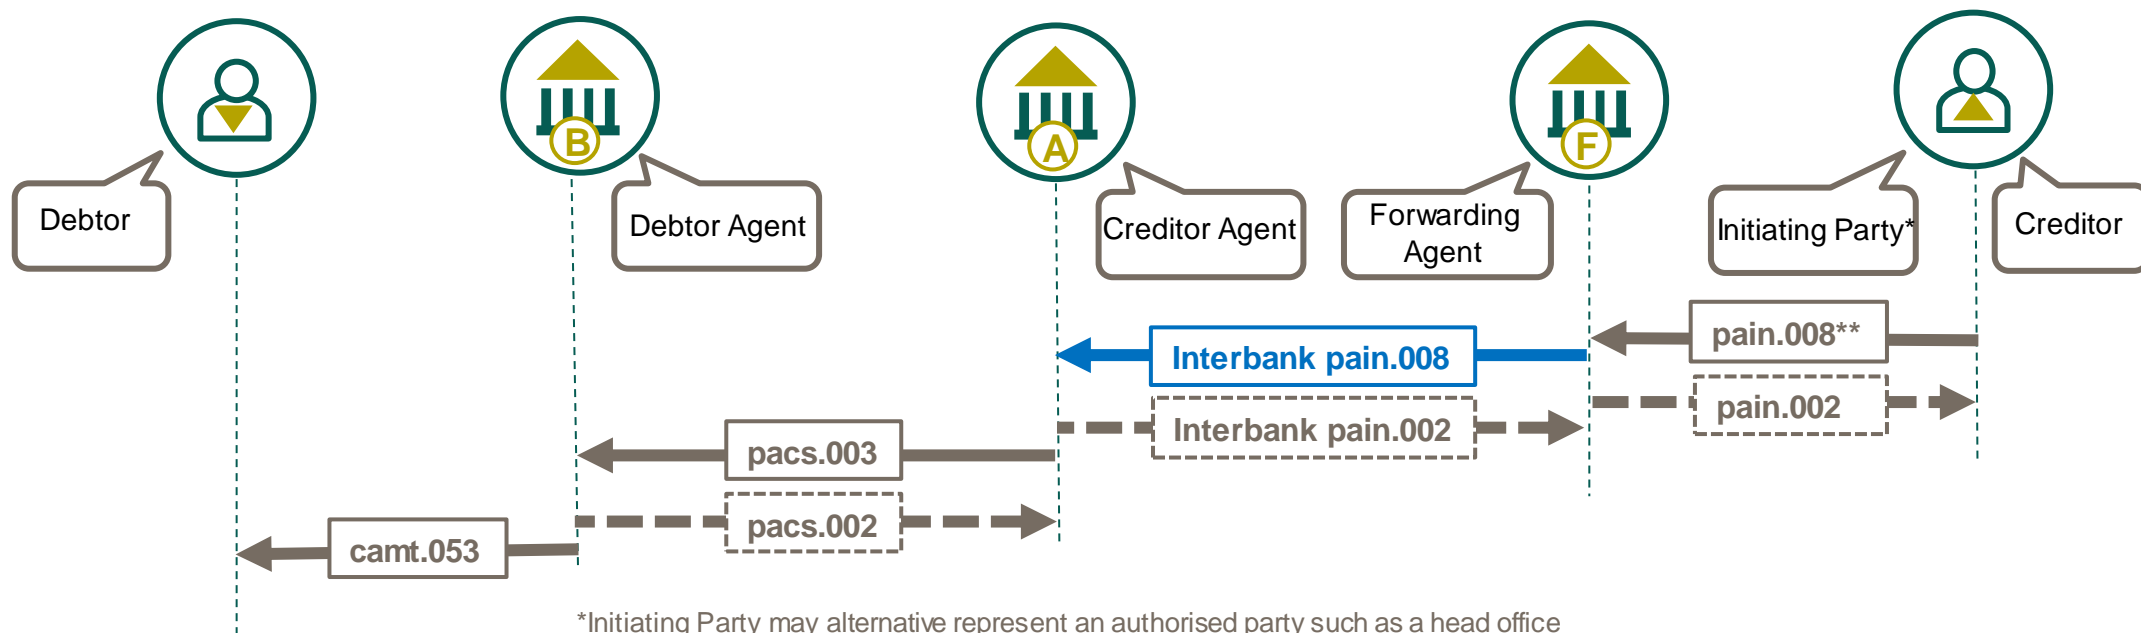 B
A
F
Debtor
Debtor Agent
Creditor Agent
Forwarding
Agent
Initiating Party*
Creditor
pain.008**
Interbank pain.008
pain.002
Interbank pain.002
pacs.003
pacs.002
camt.053
*Initiating Party may alternative represent an authorised party such as a head office